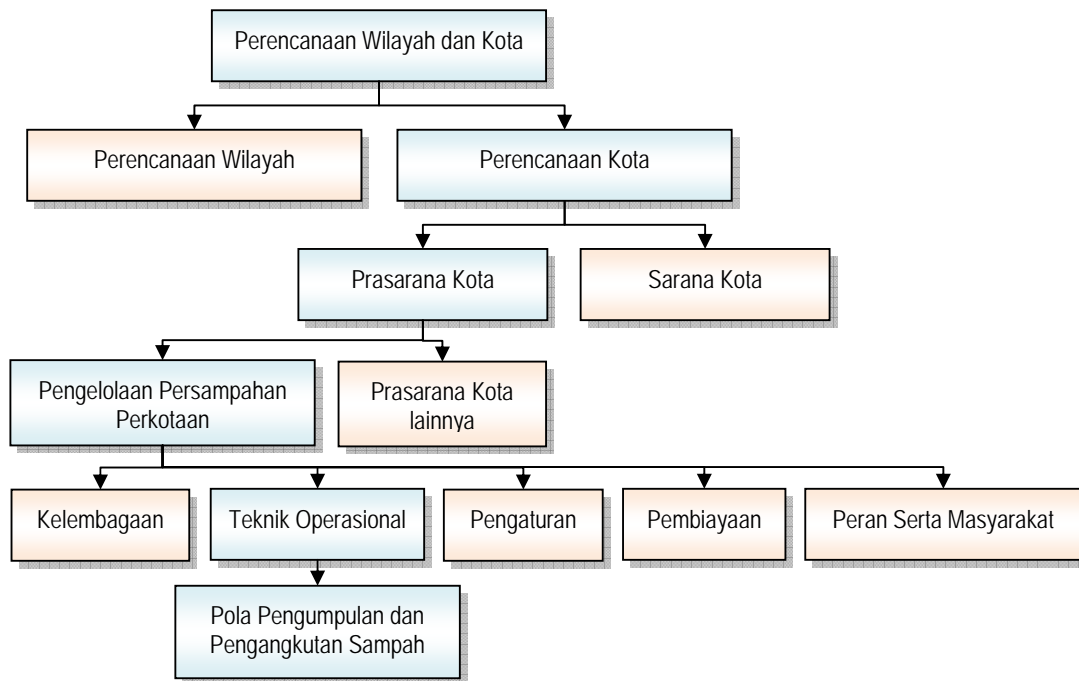 Perencanaan Wilayah dan Kota
Perencanaan Wilayah
Perencanaan Kota
Prasarana Kota
Sarana Kota
Pengelolaan Persampahan
Perkotaan
Prasarana Kota
lainnya
Kelembagaan
Teknik Operasional
Pengaturan
Pembiayaan
Peran Serta Masyarakat
Pola Pengumpulan dan
Pengangkutan Sampah